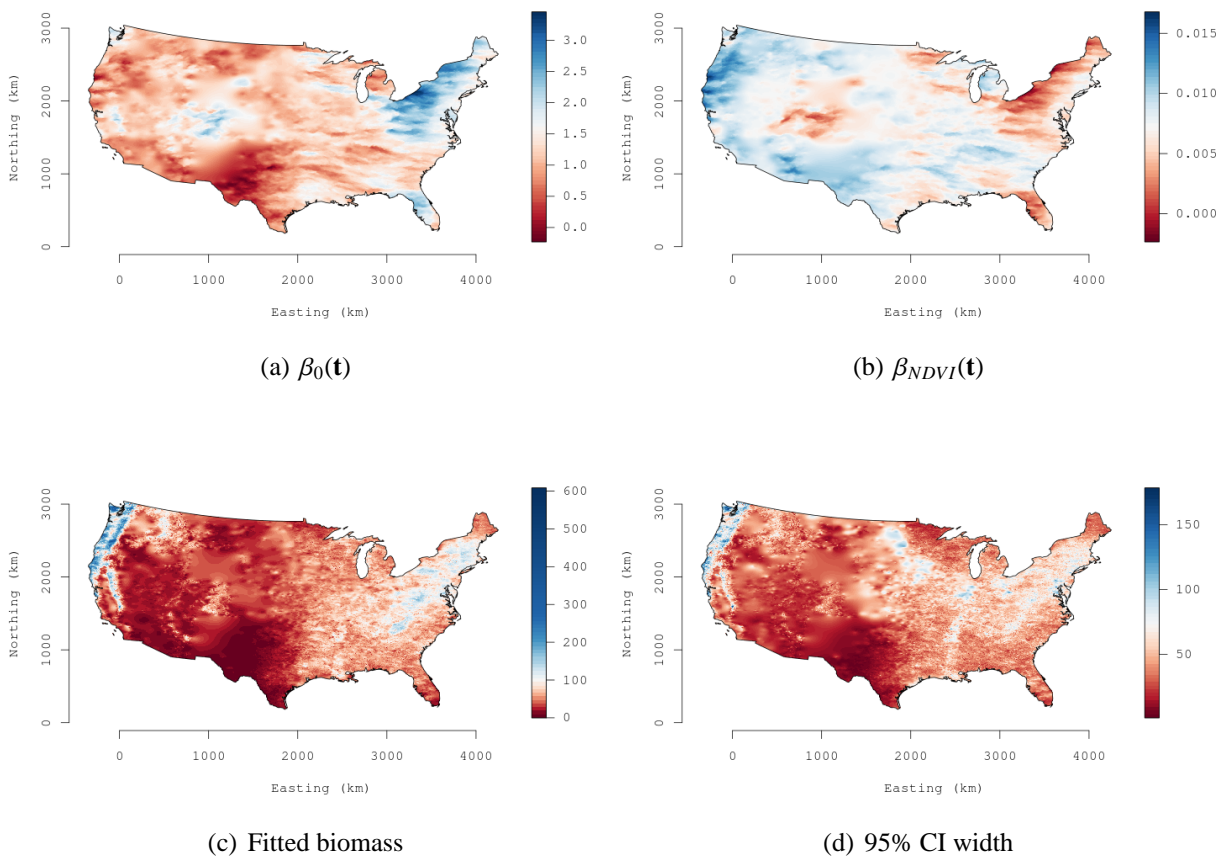 3000
2000
1000
0
Northing (km)
0 1000 2000 3000 4000
Easting (km)
3.0
2.5
2.0
1.5
1.0
0.5
0.0
(a) β0(t)
3000
2000
1000
0
Northing (km)
0 1000 2000 3000 4000
Easting (km)
0.015
0.010
0.005
0.000
(b) βNDVI(t)
3000
2000
1000
0
Northing (km)
0 1000 2000 3000 4000
Easting (km)
600
500
400
300
200
100
0
(c) Fitted biomass
3000
2000
1000
0
Northing (km)
0 1000 2000 3000 4000
Easting (km)
150
100
50
(d) 95% CI width